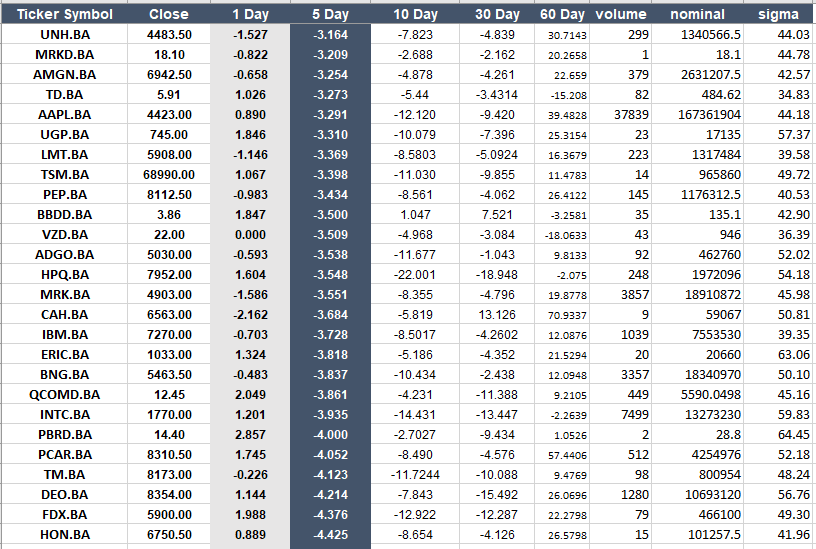 Ticker Symbol Close 1 Day 5 Day 10 Day 30 Day 60 Day volume nominal sigma
UNH.BA 4483.50 -1.527 -3.164 -7.823 -4.839 30.7143 299 1340566.5 44.03
MRKD.BA 18.10 -0.822 -3.209 -2.688 -2.162 20.2658 1 18.1 44.78
AMGN.BA 6942.50 -0.658 -3.254 -4.878 -4.261 22.659 379 2631207.5 42.57
TD.BA 5.91 1.026 -3.273 -5.44 -3.4314 -15.208 82 484.62 34.83
AAPL.BA 4423.00 0.890 -3.291 -12.120 -9.420 39.4828 37839 167361904 44.18
UGP.BA 745.00 1.846 -3.310 -10.079 -7.396 25.3154 23 17135 57.37
LMT.BA 5908.00 -1.146 -3.369 -8.5803 -5.0924 16.3679 223 1317484 39.58
TSM.BA 68990.00 1.067 -3.398 -11.030 -9.855 11.4783 14 965860 49.72
PEP.BA 8112.50 -0.983 -3.434 -8.561 -4.062 26.4122 145 1176312.5 40.53
BBDD.BA 3.86 1.847 -3.500 1.047 7.521 -3.2581 35 135.1 42.90
VZD.BA 22.00 0.000 -3.509 -4.968 -3.084 -18.0633 43 946 36.39
ADGO.BA 5030.00 -0.593 -3.538 -11.677 -1.043 9.8133 92 462760 52.02
HPQ.BA 7952.00 1.604 -3.548 -22.001 -18.948 -2.075 248 1972096 54.18
MRK.BA 4903.00 -1.586 -3.551 -8.355 -4.796 19.8778 3857 18910872 45.98
CAH.BA 6563.00 -2.162 -3.684 -5.819 13.126 70.9337 9 59067 50.81
IBM.BA 7270.00 -0.703 -3.728 -8.5017 -4.2602 12.0876 1039 7553530 39.35
ERIC.BA 1033.00 1.324 -3.818 -5.186 -4.352 21.5294 20 20660 63.06
BNG.BA 5463.50 -0.483 -3.837 -10.434 -2.438 12.0948 3357 18340970 50.10
QCOMD.BA 12.45 2.049 -3.861 -4.231 -11.388 9.2105 449 5590.0498 45.16
INTC.BA 1770.00 1.201 -3.935 -14.431 -13.447 -2.2639 7499 13273230 59.83
PBRD.BA 14.40 2.857 -4.000 -2.7027 -9.434 1.0526 2 28.8 64.45
PCAR.BA 8310.50 1.745 -4.052 -8.490 -4.576 57.4406 512 4254976 52.18
TM.BA 8173.00 -0.226 -4.123 -11.7244 -10.088 9.4769 98 800954 48.24
DEO.BA 8354.00 1.144 -4.214 -7.843 -15.492 26.0696 1280 10693120 56.76
FDX.BA 5900.00 1.988 -4.376 -12.922 -12.287 22.2798 79 466100 49.30
HON.BA 6750.50 0.889 -4.425 -8.654 -4.126 26.5798 15 101257.5 41.96